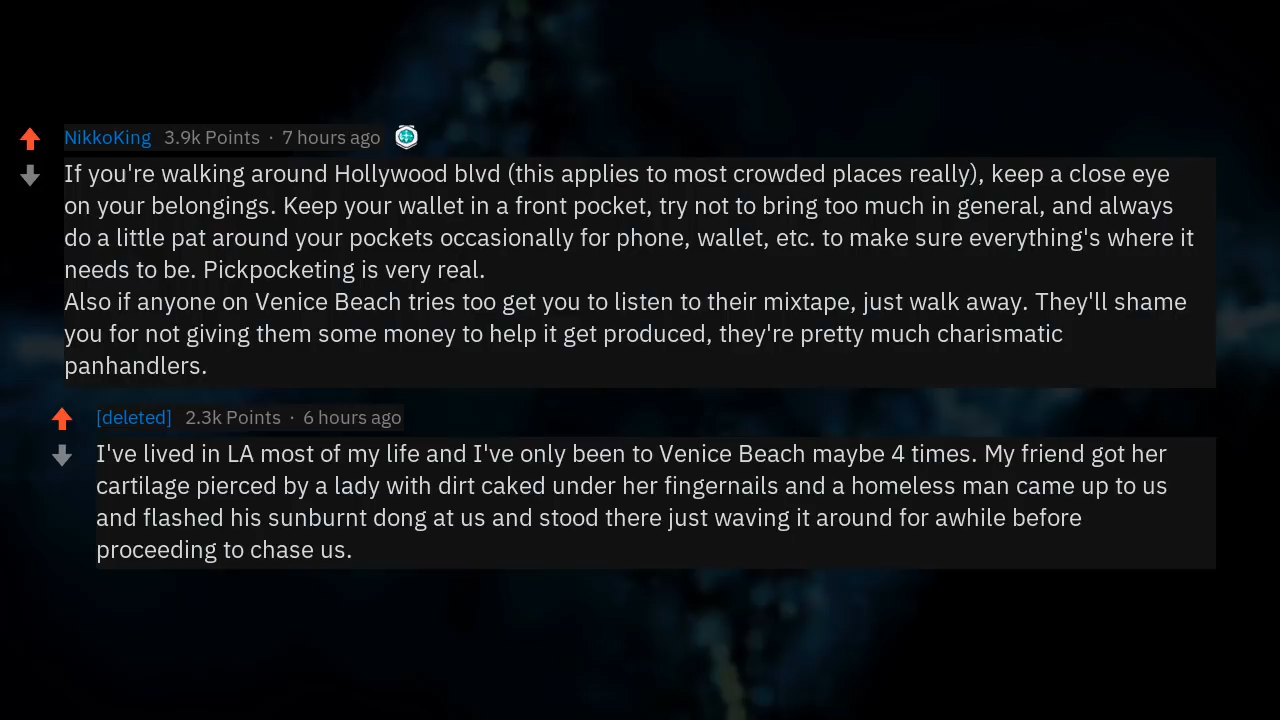 NikkoKing 3.9k Points · 7 hours ago
If you're walking around Hollywood blvd (this applies to most crowded places really), keep a close eye
on your belongings. Keep your wallet in a front pocket, try not to bring too much in general, and always
do a little pat around your pockets occasionally for phone, wallet, etc. to make sure everything's where it
needs to be. Pickpocketing is very real.
Also if anyone on Venice Beach tries too get you to listen to their mixtape, just walk away. They'll shame
you for not giving them some money to help it get produced, they're pretty much charismatic
panhandlers.
[deleted] 2.3k Points · 6 hours ago
I've lived in LA most of my life and I've only been to Venice Beach maybe 4 times. My friend got her
cartilage pierced by a lady with dirt caked under her fingernails and a homeless man came up to us
and flashed his sunburnt dong at us and stood there just waving it around for awhile before
proceeding to chase us.